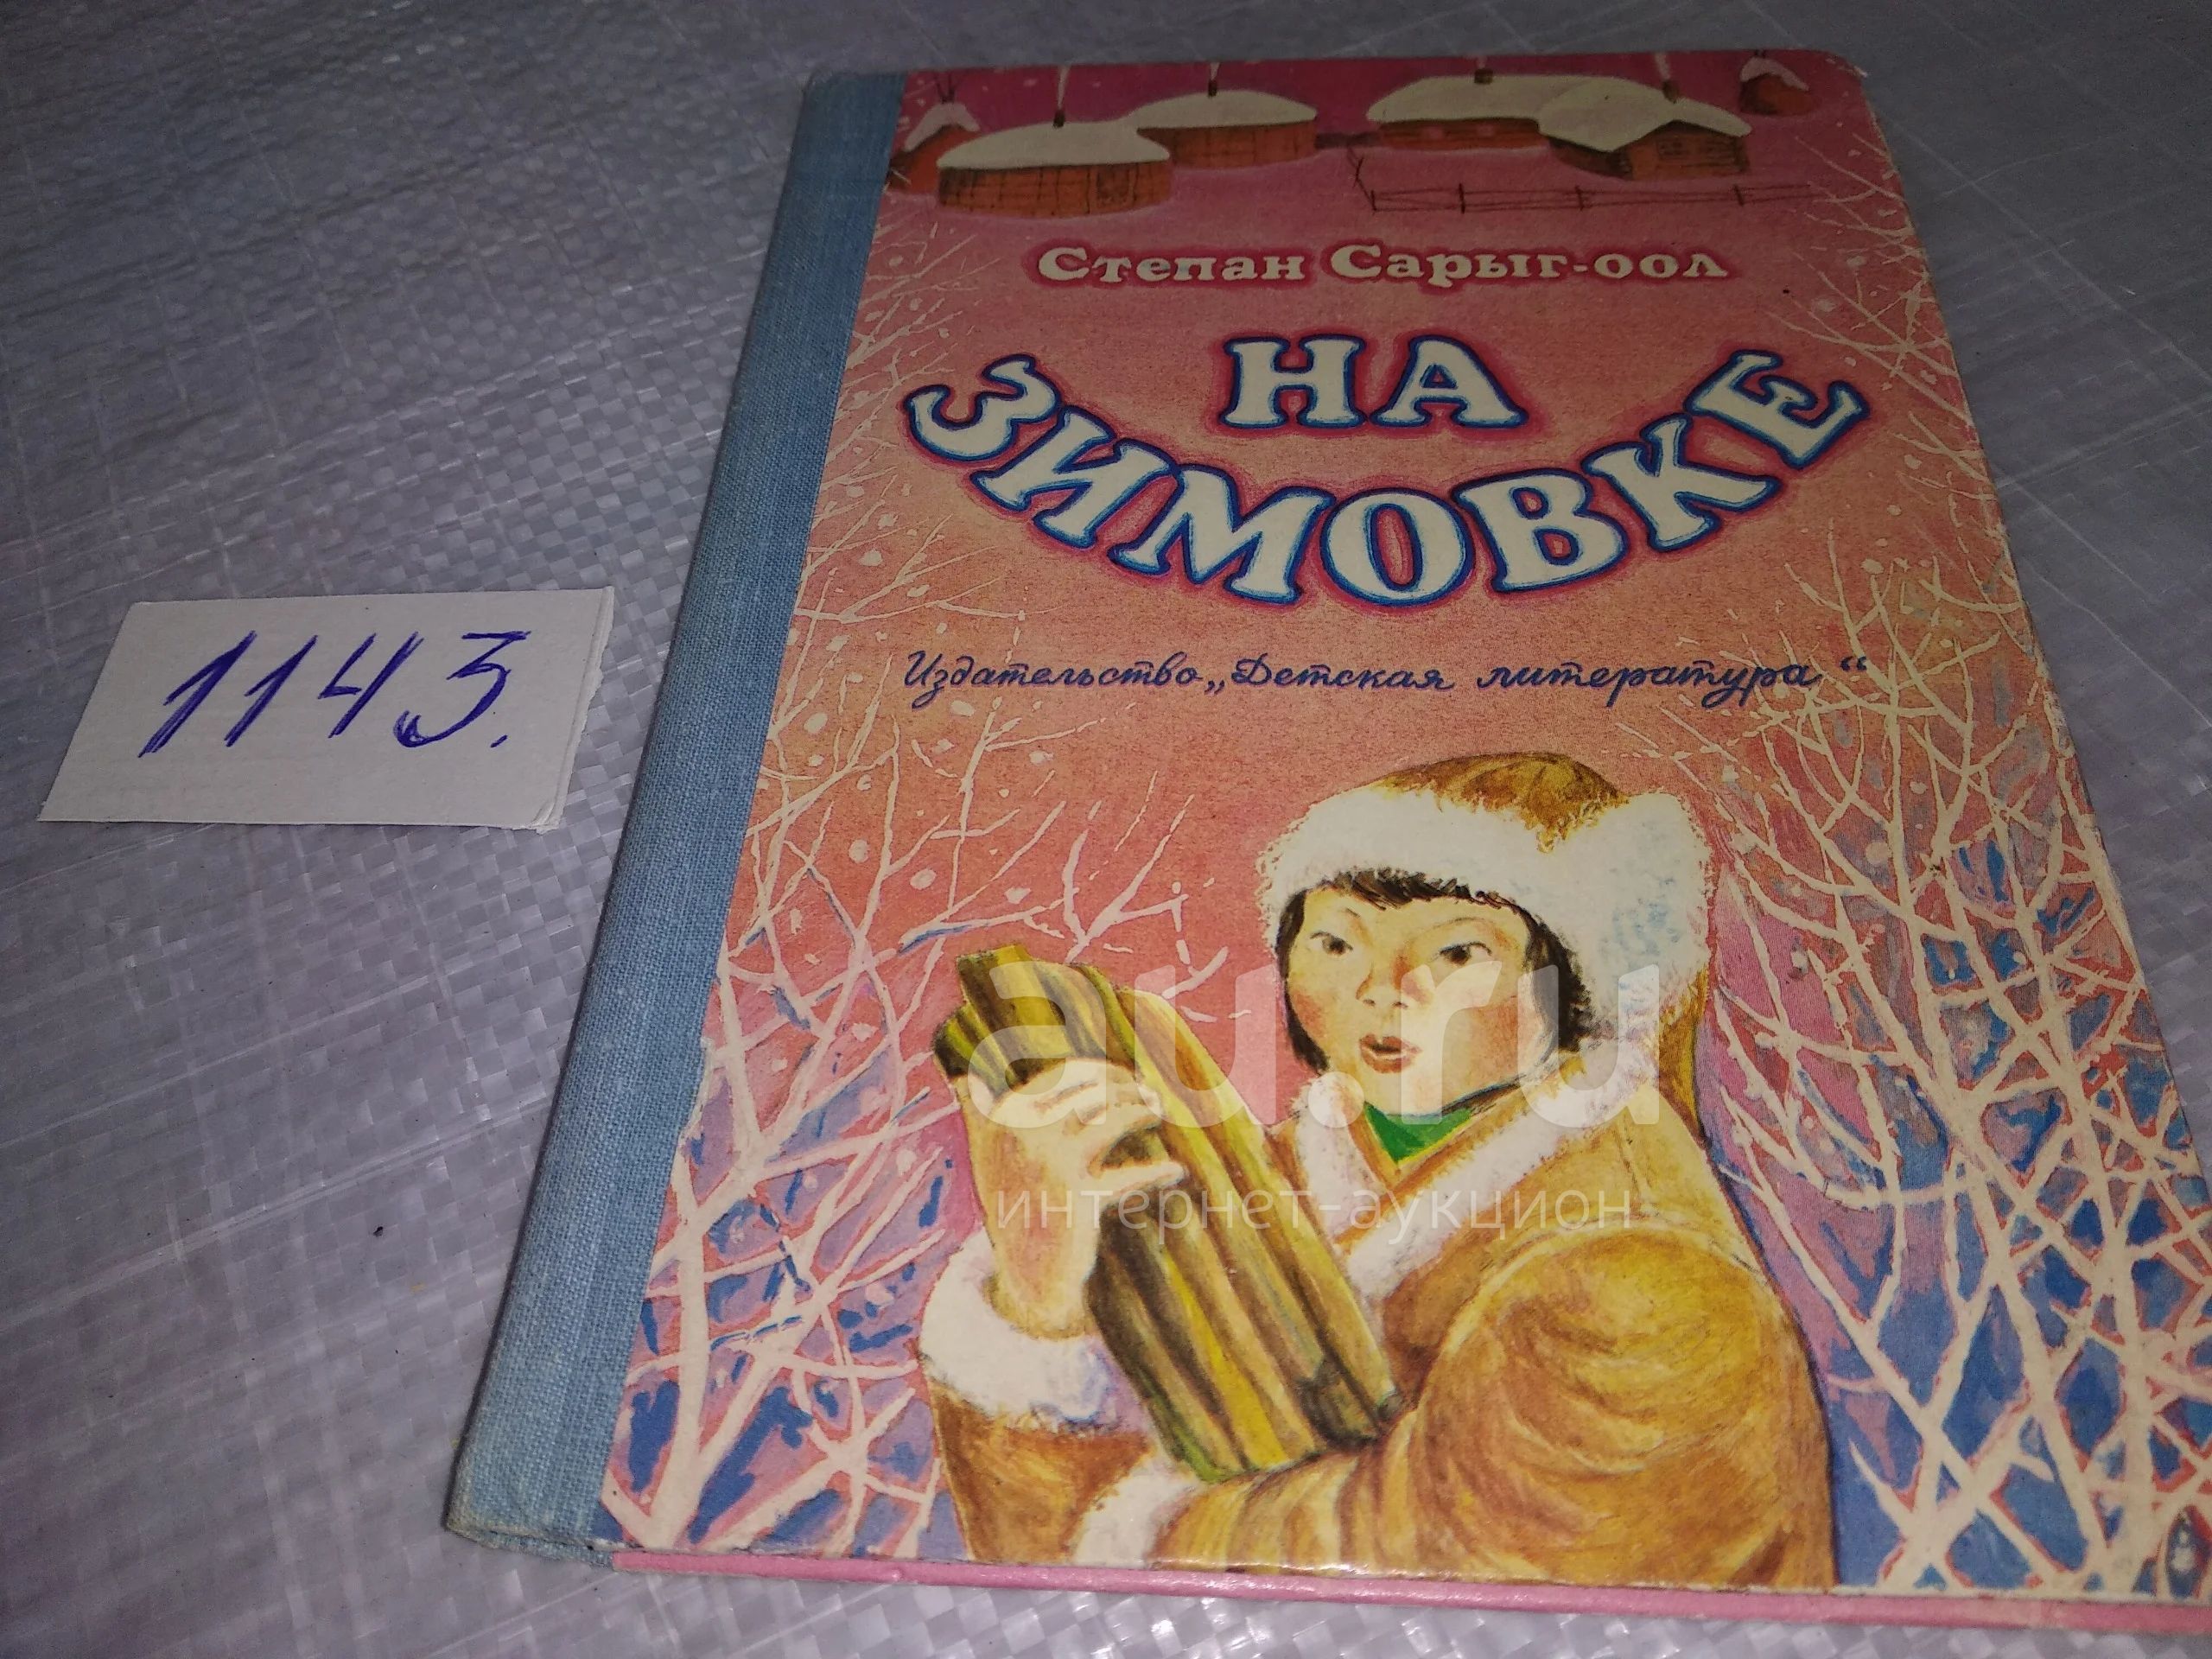 Степан Сарыг-оол
НА
ЗИМОВКЕ
Издательство „Детская литература“
1143.
au.ru
интернет-аукцион